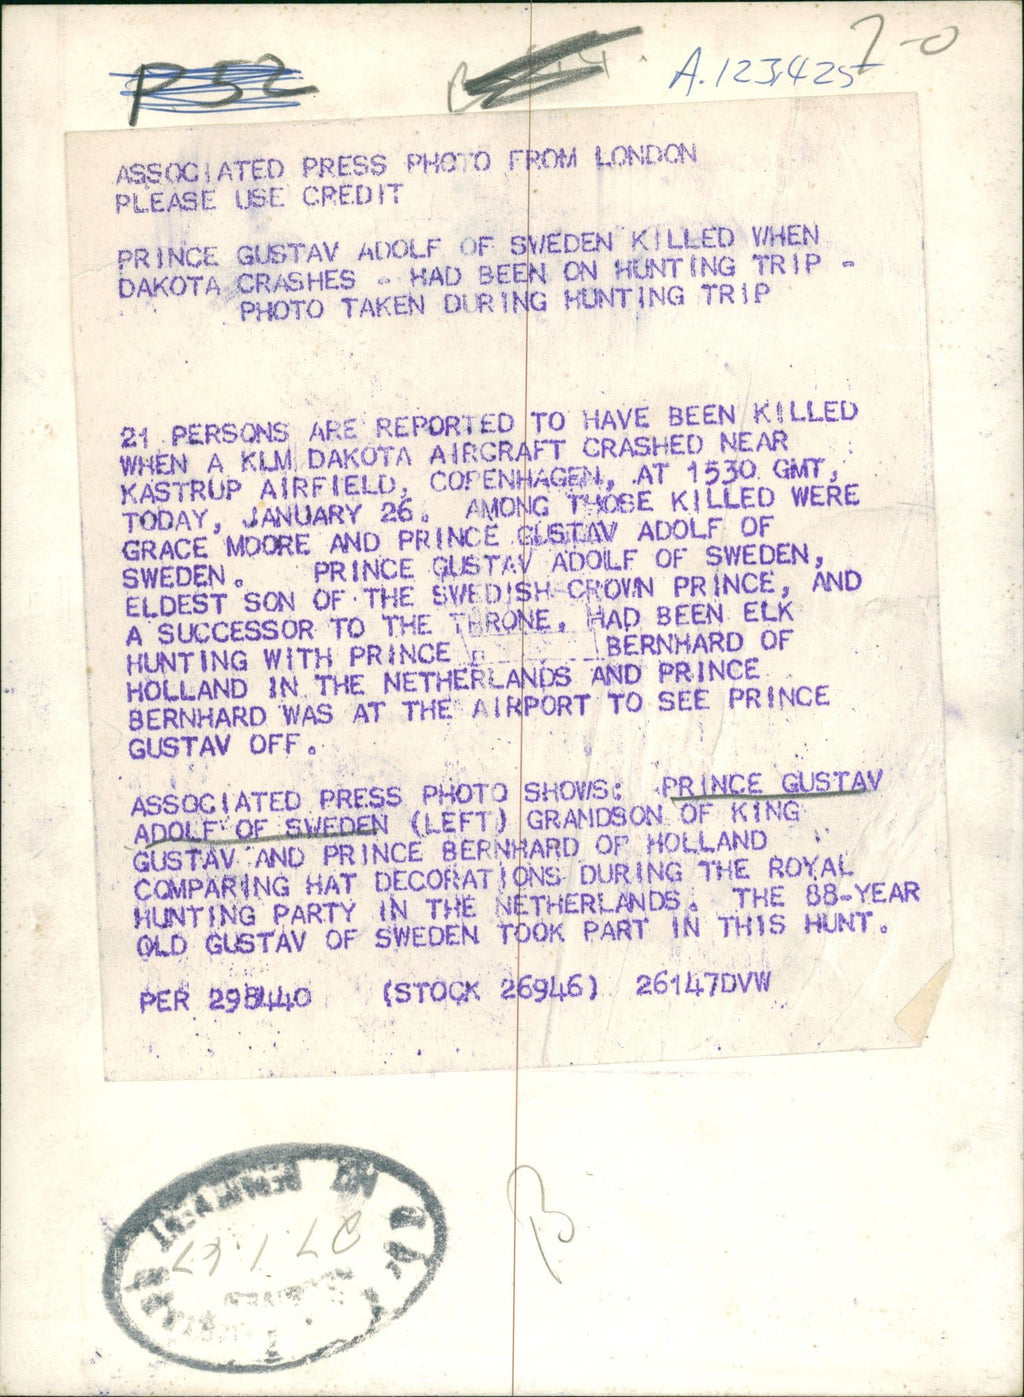 P52
A.123,425
7-0
ASSOCIATED PRESS PHOTO FROM LONDON
PLEASE USE CREDIT
PRINCE GUSTAV ADOLF OF SWEDEN KILLED WHEN
DAKOTA CRASHES - HAD BEEN ON HUNTING TRIP -
PHOTO TAKEN DURING HUNTING TRIP
21 PERSONS ARE REPORTED TO HAVE BEEN KILLED
WHEN A KLM DAKOTA AIRCRAFT CRASHED NEAR
KASTRUP AIRFIELD, COPENHAGEN, AT 1530 GMT,
TODAY, JANUARY 26. AMONG THOSE KILLED WERE
GRACE MOORE AND PRINCE GUSTAV ADOLF OF
SWEDEN. PRINCE GUSTAV ADOLF OF SWEDEN,
ELDEST SON OF THE SWEDISH CROWN PRINCE, AND
A SUCCESSOR TO THE THRONE, HAD BEEN ELK
HUNTING WITH PRINCE BERNHARD OF
HOLLAND IN THE NETHERLANDS AND PRINCE
BERNHARD WAS AT THE AIRPORT TO SEE PRINCE
GUSTAV OFF.
ASSOCIATED PRESS PHOTO SHOWS: PRINCE GUSTAV
ADOLF OF SWEDEN (LEFT) GRANDSON OF KING
GUSTAV AND PRINCE BERNHARD OF HOLLAND
COMPARING HAT DECORATIONS DURING THE ROYAL
HUNTING PARTY IN THE NETHERLANDS. THE 88-YEAR
OLD GUSTAV OF SWEDEN TOOK PART IN THIS HUNT.
PER 298440 (STOCK 26946) 26147DVW
B